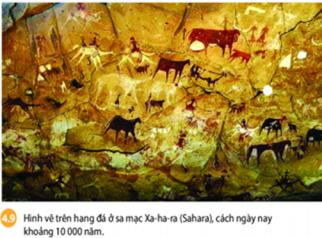 4.9 Hình vẽ trên hang đá ở sa mạc Xa-ha-ra (Sahara), cách ngày nay
khoảng 10 000 năm.